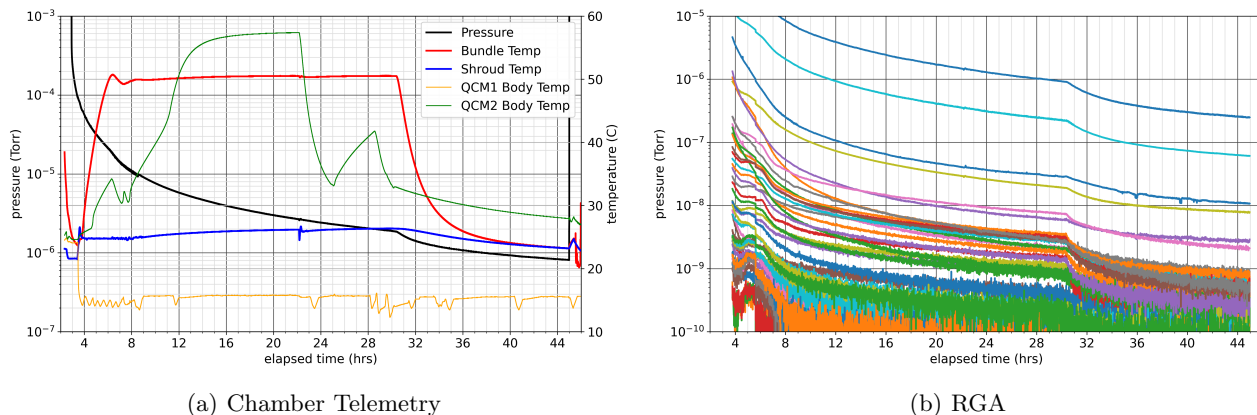 10⁻³
10⁻⁴
10⁻⁵
10⁻⁶
10⁻⁷
pressure (Torr)
60
50
40
30
20
10
temperature (C)
Pressure
Bundle Temp
Shroud Temp
QCM1 Body Temp
QCM2 Body Temp
4 8 12 16 20 24 28 32 36 40 44
elapsed time (hrs)
(a) Chamber Telemetry
10⁻⁵
10⁻⁶
10⁻⁷
10⁻⁸
10⁻⁹
10⁻¹⁰
pressure (Torr)
4 8 12 16 20 24 28 32 36 40 44
elapsed time (hrs)
(b) RGA